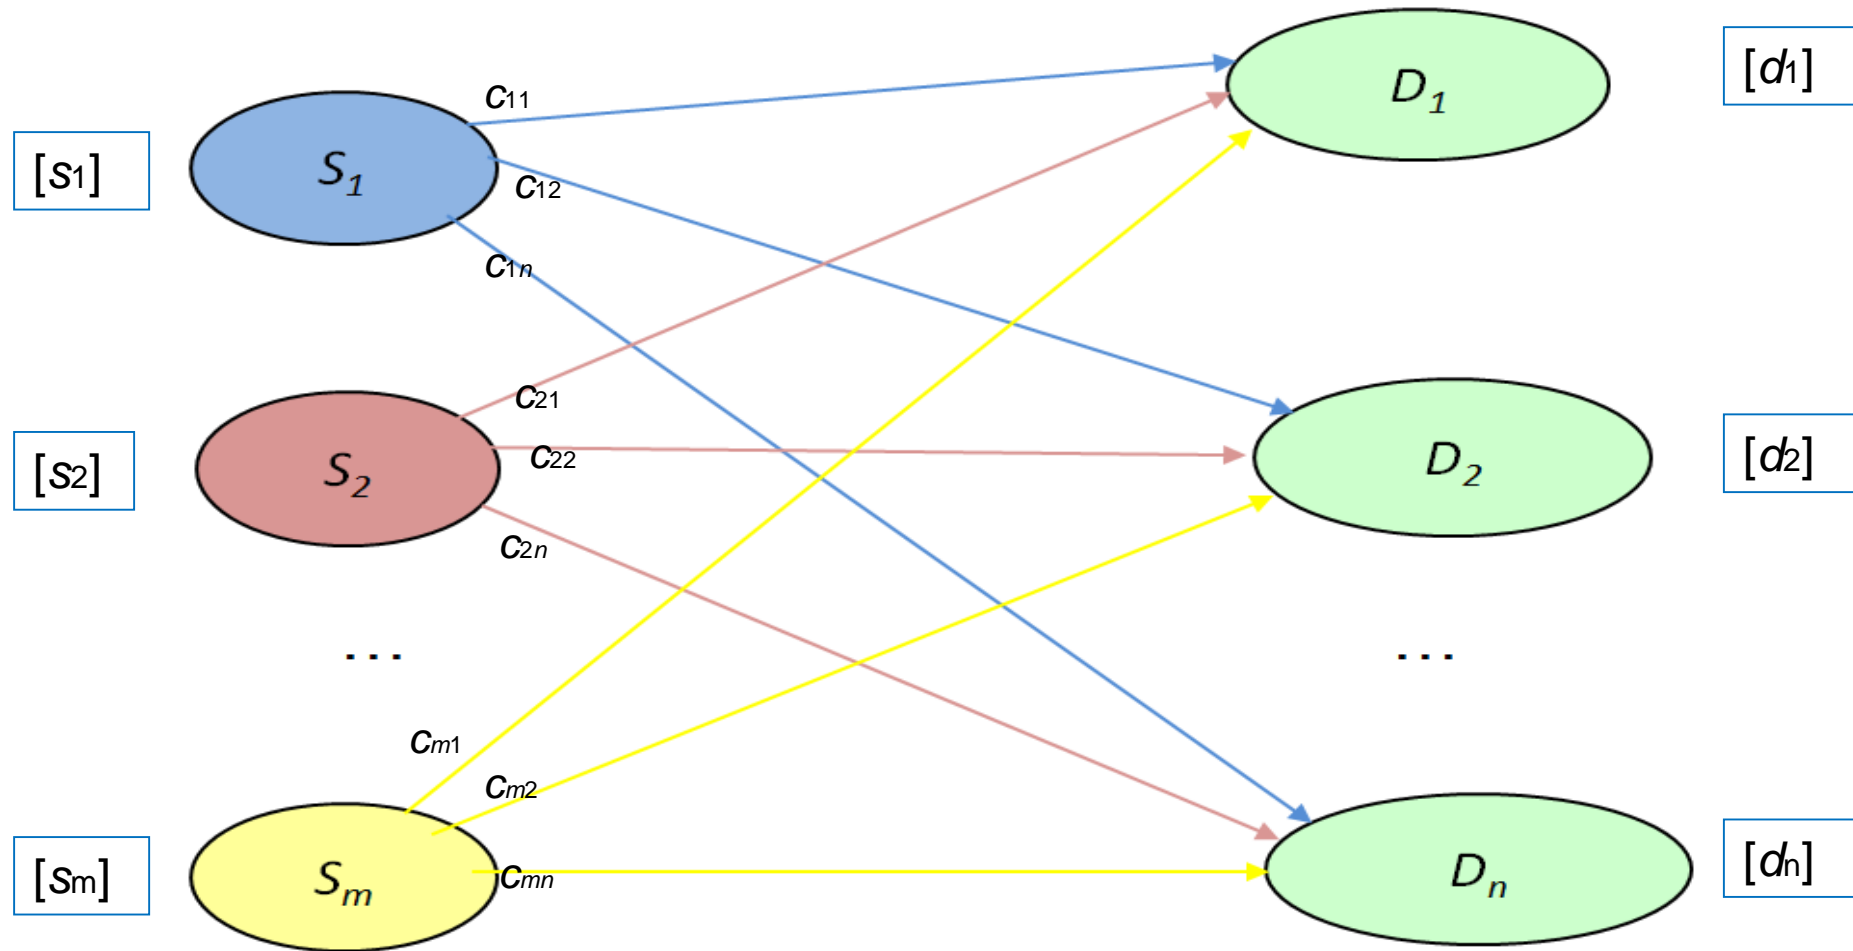 [s1]
S1
c11
c12
c1n
D1
[d1]
[s2]
S2
c21
c22
c2n
D2
[d2]
...
...
[sm]
Sm
cm1
cm2
cmn
Dn
[dn]